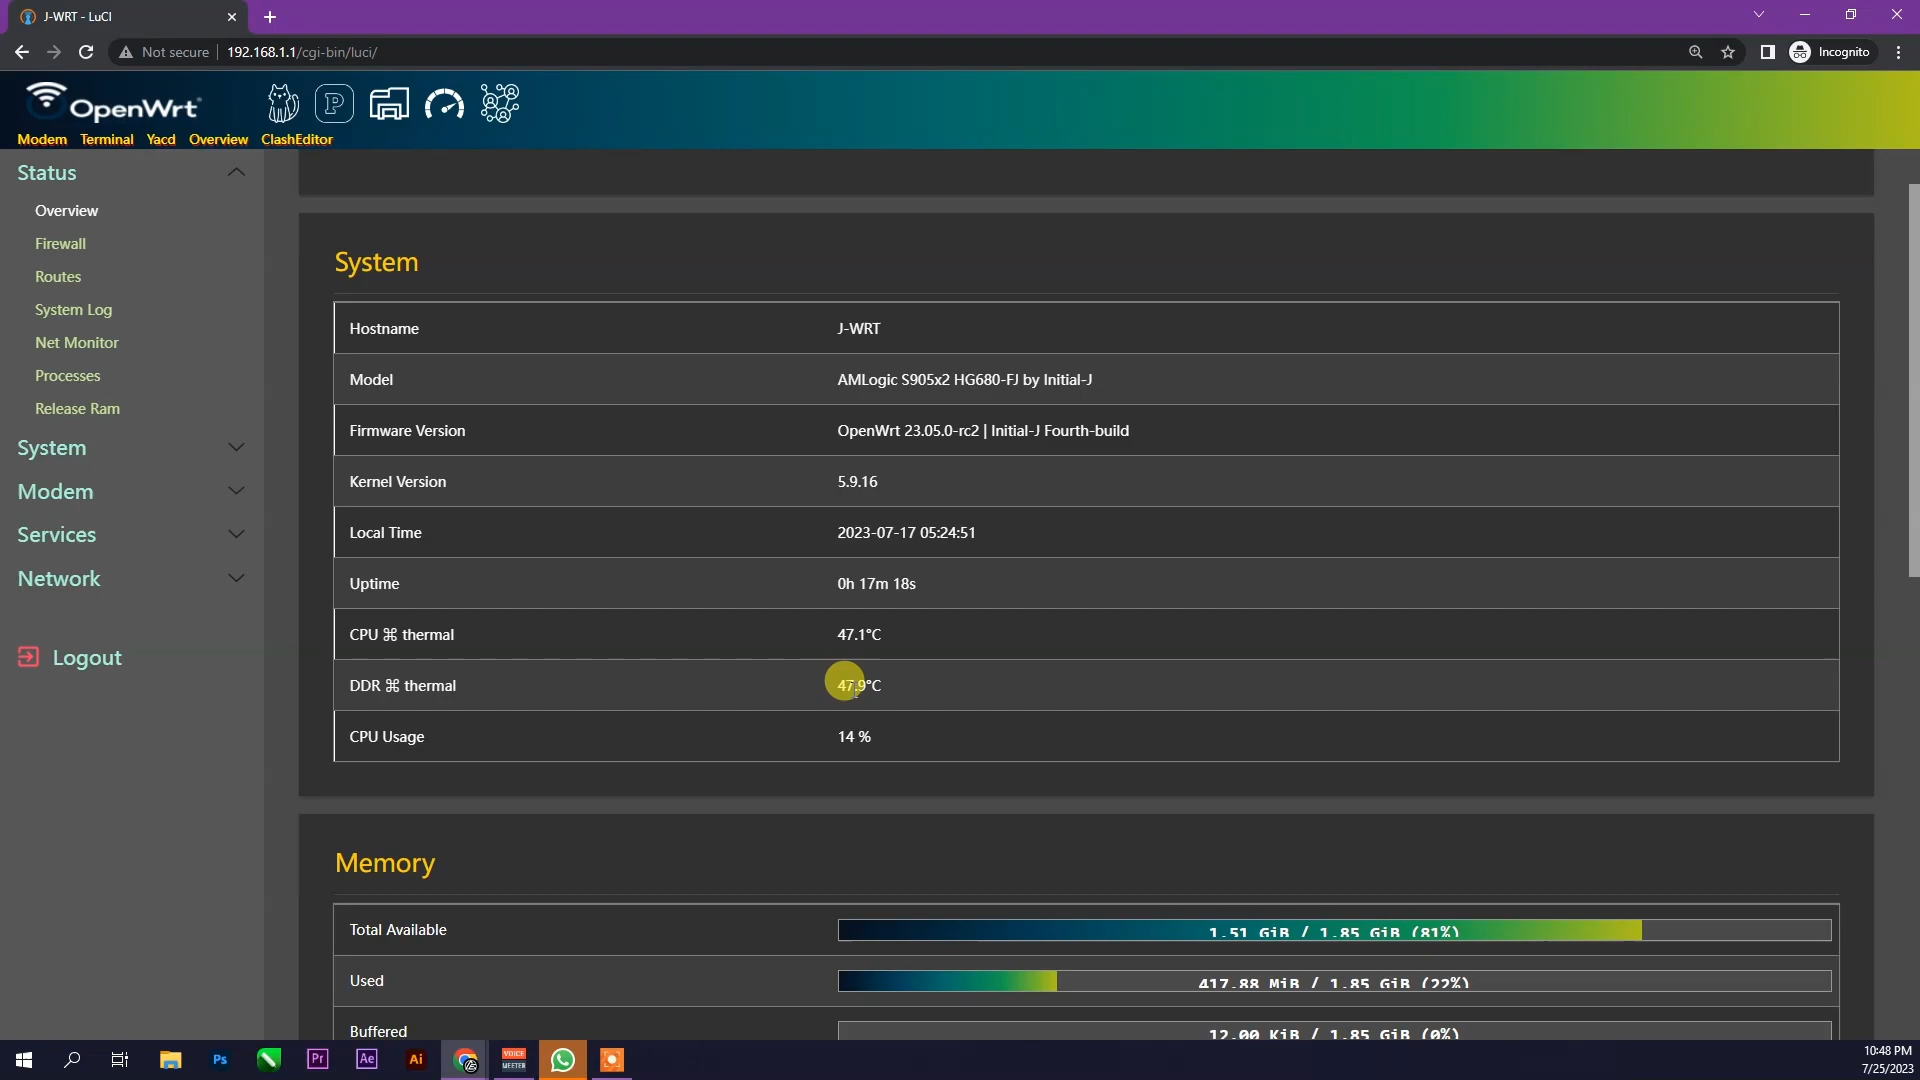 J-WRT - LuCI
Not secure
192.168.1.1/cgi-bin/luci/
Incognito
OpenWrt
P
Modem
Terminal
Yacd
Overview
ClashEditor
Status
Overview
Firewall
Routes
System Log
Net Monitor
Processes
Release Ram
System
Modem
Services
Network
Logout
System
Hostname
J-WRT
Model
AMLogic S905x2 HG680-FJ by Initial-J
Firmware Version
OpenWrt 23.05.0-rc2 | Initial-J Fourth-build
Kernel Version
5.9.16
Local Time
2023-07-17 05:24:51
Uptime
0h 17m 18s
CPU ⌘ thermal
47.1°C
DDR ⌘ thermal
47.9°C
CPU Usage
14 %
Memory
Total Available
1.51 GiB / 1.85 GiB (81%)
Used
417.88 MiB / 1.85 GiB (22%)
Buffered
12.00 KiB / 1.85 GiB (0%)
Ps
Pr
Ae
Ai
VOICE
MEETER
10:48 PM
7/25/2023